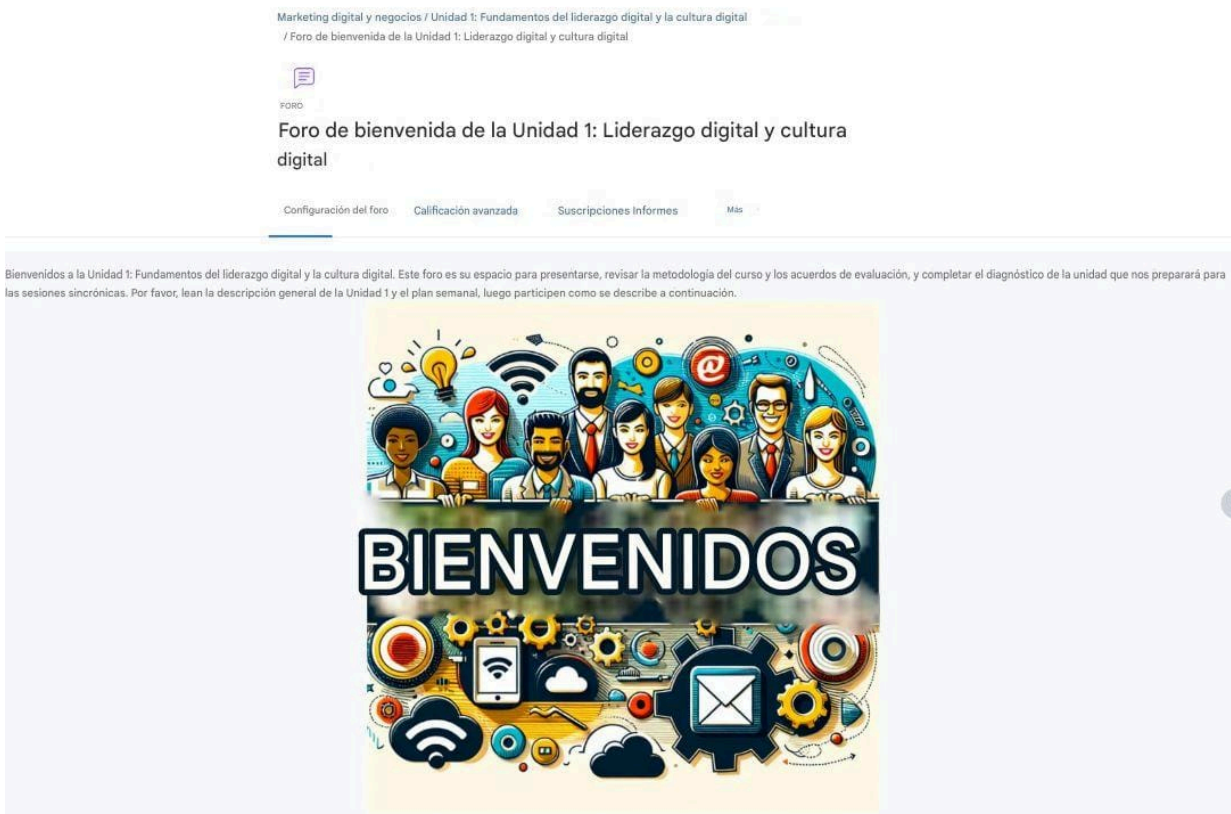 Marketing digital y negocios / Unidad 1: Fundamentos del liderazgo digital y la cultura digital
/ Foro de bienvenida de la Unidad 1: Liderazgo digital y cultura digital
FORO
Foro de bienvenida de la Unidad 1: Liderazgo digital y cultura
digital
Configuración del foro Calificación avanzada Suscripciones Informes Más
Bienvenidos a la Unidad 1: Fundamentos del liderazgo digital y la cultura digital. Este foro es su espacio para presentarse, revisar la metodología del curso y los acuerdos de evaluación, y completar el diagnóstico de la unidad que nos preparará para
las sesiones sincrónicas. Por favor, lean la descripción general de la Unidad 1 y el plan semanal, luego participen como se describe a continuación.
@
BIENVENIDOS